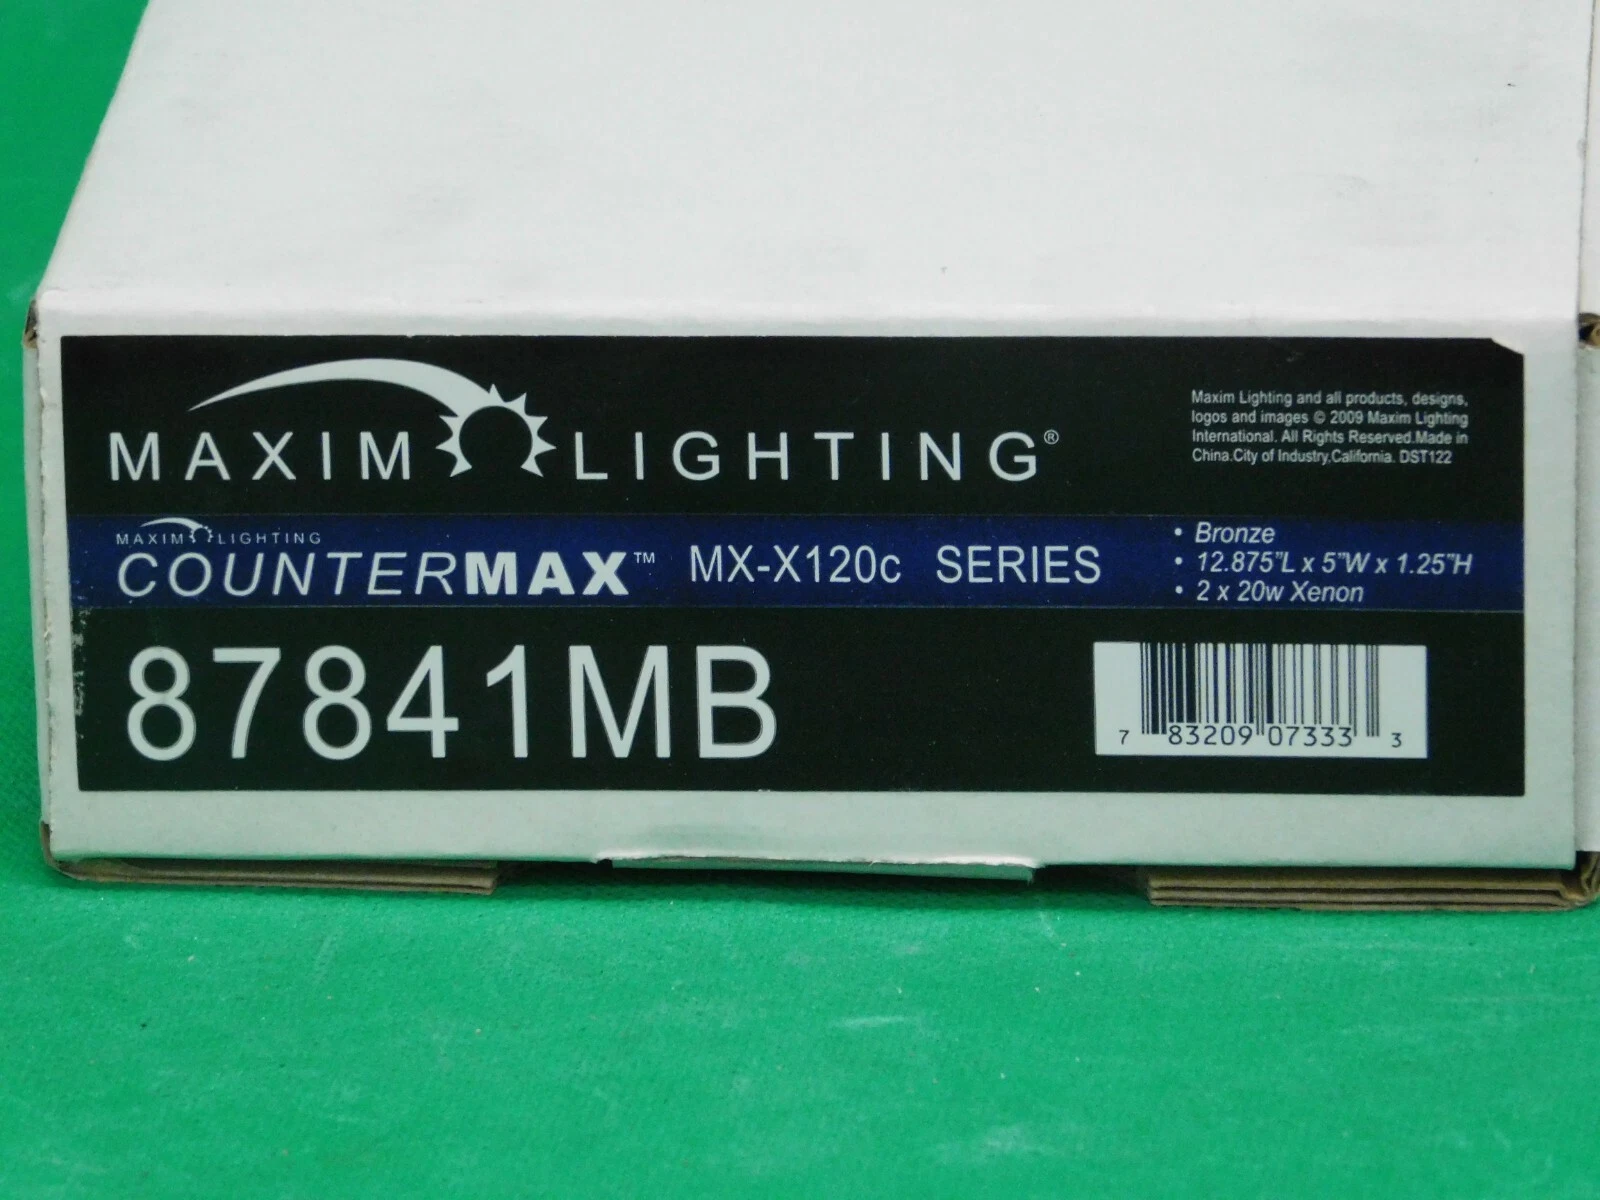 MAXIM LIGHTING®
Maxim Lighting and all products, designs,
logos and images © 2009 Maxim Lighting
International. All Rights Reserved.Made in
China.City of Industry,California. DST122
MAXIM LIGHTING
COUNTERMAX™ MX-X120c SERIES
• Bronze
• 12.875"L x 5"W x 1.25"H
• 2 x 20w Xenon
87841MB
7 83209 07333 3